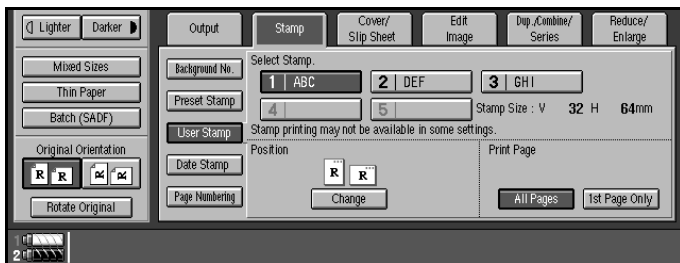 Lighter
Darker
Output
Stamp
Cover/
Slip Sheet
Edit
Image
Dup./Combine/
Series
Reduce/
Enlarge
Mixed Sizes
Thin Paper
Batch (SADF)
Original Orientation
R R R R
Rotate Original
Background No.
Preset Stamp
User Stamp
Date Stamp
Page Numbering
Select Stamp.
1 ABC
2 DEF
3 GHI
4
5
Stamp Size : V 32 H 64mm
Stamp printing may not be available in some settings.
Position
R R
Change
Print Page
All Pages
1st Page Only
1
2